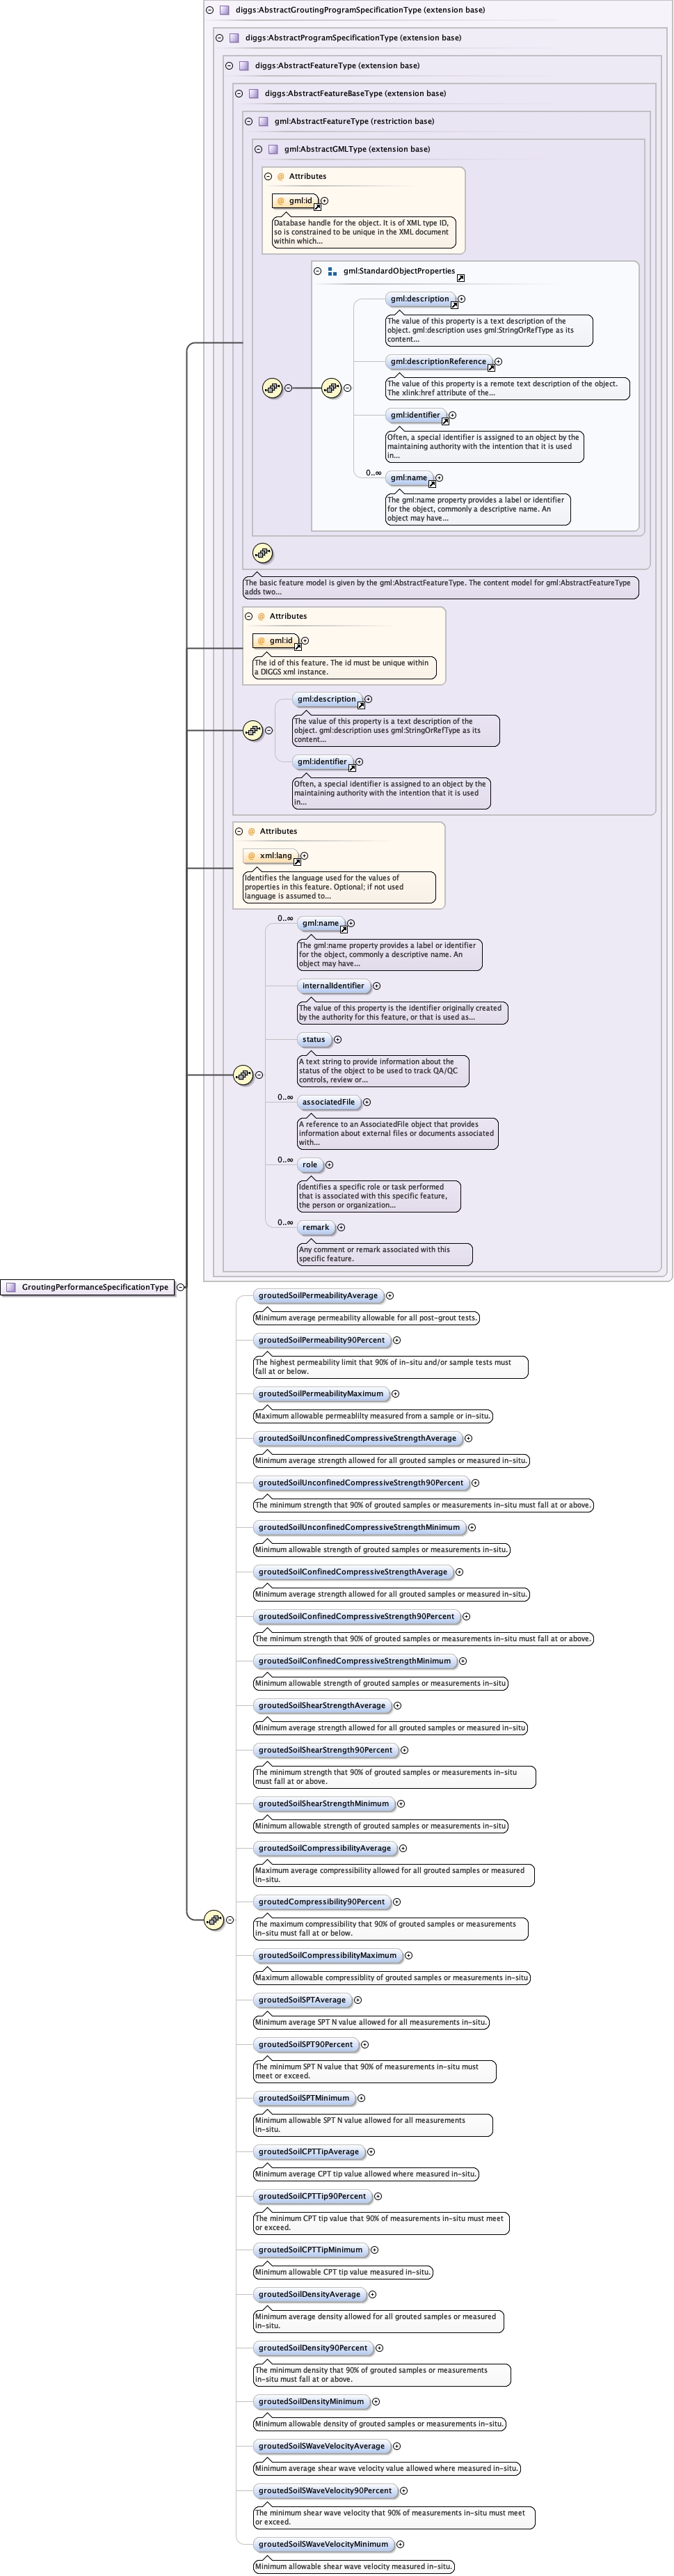 diggs:AbstractGroutingProgramSpecificationType (extension base)
diggs:AbstractProgramSpecificationType (extension base)
diggs:AbstractFeatureType (extension base)
diggs:AbstractFeatureBaseType (extension base)
gml:AbstractFeatureType (restriction base)
gml:AbstractGMLType (extension base)
@ Attributes
@ gml:id
Database handle for the object. It is of XML type ID,
so is constrained to be unique in the XML document
within which...
gml:StandardObjectProperties
gml:description
The value of this property is a text description of the
object. gml:description uses gml:StringOrRefType as its
content...
gml:descriptionReference
The value of this property is a remote text description of the object.
The xlink:href attribute of the...
gml:identifier
Often, a special identifier is assigned to an object by the
maintaining authority with the intention that it is used
in...
0..∞
gml:name
The gml:name property provides a label or identifier
for the object, commonly a descriptive name. An
object may have...
The basic feature model is given by the gml:AbstractFeatureType. The content model for gml:AbstractFeatureType
adds two...
@ Attributes
@ gml:id
The id of this feature. The id must be unique within
a DIGGS xml instance.
gml:description
The value of this property is a text description of the
object. gml:description uses gml:StringOrRefType as its
content...
gml:identifier
Often, a special identifier is assigned to an object by the
maintaining authority with the intention that it is used
in...
@ Attributes
@ xml:lang
Identifies the language used for the values of
properties in this feature. Optional; if not used
language is assumed to...
0..∞
gml:name
The gml:name property provides a label or identifier
for the object, commonly a descriptive name. An
object may have...
internalIdentifier
The value of this property is the identifier originally created
by the authority for this feature, or that is used as...
status
A text string to provide information about the
status of the object to be used to track QA/QC
controls, review or...
0..∞
associatedFile
A reference to an AssociatedFile object that provides
information about external files or documents associated
with...
0..∞
role
Identifies a specific role or task performed
that is associated with this specific feature,
the person or organization...
0..∞
remark
Any comment or remark associated with this
specific feature.
GroutingPerformanceSpecificationType
groutedSoilPermeabilityAverage
Minimum average permeability allowable for all post-grout tests.
groutedSoilPermeability90Percent
The highest permeability limit that 90% of in-situ and/or sample tests must
fall at or below.
groutedSoilPermeabilityMaximum
Maximum allowable permeablilty measured from a sample or in-situ.
groutedSoilUnconfinedCompressiveStrengthAverage
Minimum average strength allowed for all grouted samples or measured in-situ.
groutedSoilUnconfinedCompressiveStrength90Percent
The minimum strength that 90% of grouted samples or measurements in-situ must fall at or above.
groutedSoilUnconfinedCompressiveStrengthMinimum
Minimum allowable strength of grouted samples or measurements in-situ.
groutedSoilConfinedCompressiveStrengthAverage
Minimum average strength allowed for all grouted samples or measured in-situ.
groutedSoilConfinedCompressiveStrength90Percent
The minimum strength that 90% of grouted samples or measurements in-situ must fall at or above.
groutedSoilConfinedCompressiveStrengthMinimum
Minimum allowable strength of grouted samples or measurements in-situ
groutedSoilShearStrengthAverage
Minimum average strength allowed for all grouted samples or measured in-situ
groutedSoilShearStrength90Percent
The minimum strength that 90% of grouted samples or measurements in-situ
must fall at or above.
groutedSoilShearStrengthMinimum
Minimum allowable strength of grouted samples or measurements in-situ
groutedSoilCompressibilityAverage
Maximum average compressibility allowed for all grouted samples or measured
in-situ.
groutedCompressibility90Percent
The maximum compressibility that 90% of grouted samples or measurements
in-situ must fall at or below.
groutedSoilCompressibilityMaximum
Maximum allowable compressiblity of grouted samples or measurements in-situ
groutedSoilSPTAverage
Minimum average SPT N value allowed for all measurements in-situ.
groutedSoilSPT90Percent
The minimum SPT N value that 90% of measurements in-situ must
meet or exceed.
groutedSoilSPTMinimum
Minimum allowable SPT N value allowed for all measurements
in-situ.
groutedSoilCPTTipAverage
Minimum average CPT tip value allowed where measured in-situ.
groutedSoilCPTTip90Percent
The minimum CPT tip value that 90% of measurements in-situ must meet
or exceed.
groutedSoilCPTTipMinimum
Minimum allowable CPT tip value measured in-situ.
groutedSoilDensityAverage
Minimum average density allowed for all grouted samples or measured
in-situ.
groutedSoilDensity90Percent
The minimum density that 90% of grouted samples or measurements
in-situ must fall at or above.
groutedSoilDensityMinimum
Minimum allowable density of grouted samples or measurements in-situ.
groutedSoilSWaveVelocityAverage
Minimum average shear wave velocity value allowed where measured in-situ.
groutedSoilSWaveVelocity90Percent
The minimum shear wave velocity that 90% of measurements in-situ must meet
or exceed.
groutedSoilSWaveVelocityMinimum
Minimum allowable shear wave velocity measured in-situ.